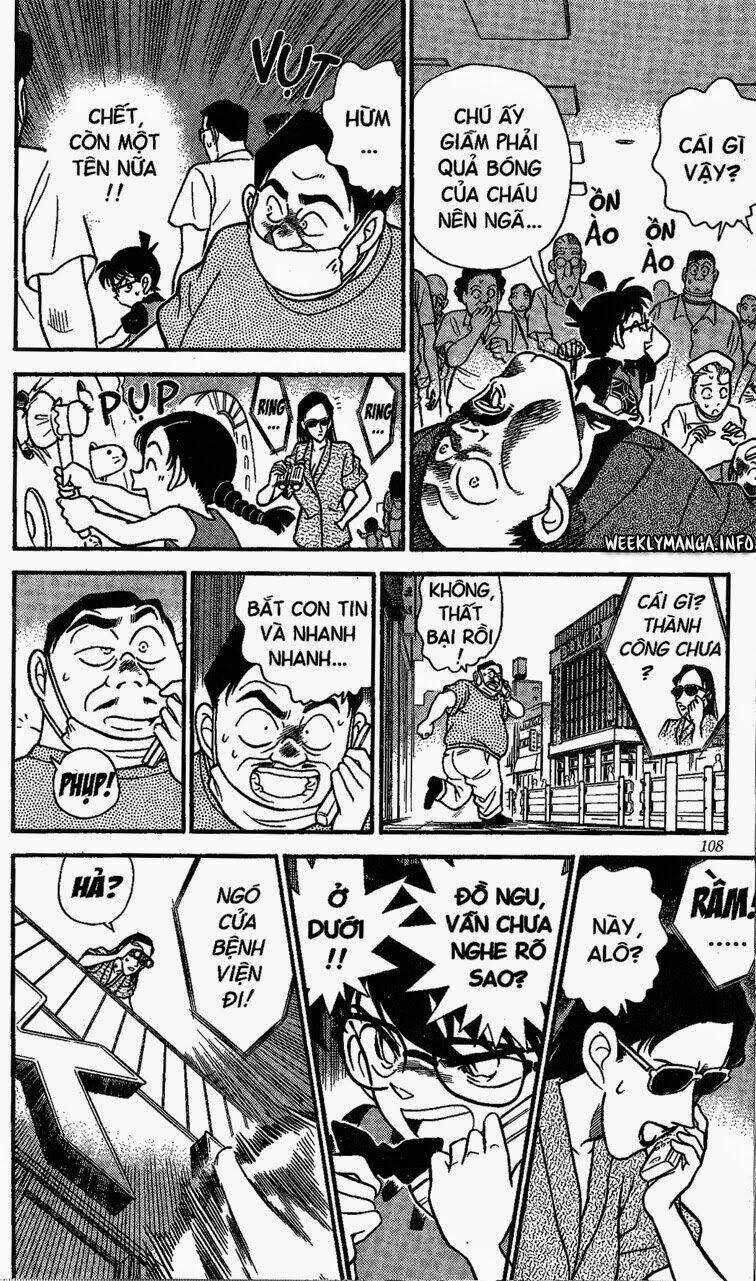 CÁI GÌ
VẬY?
CHÚ ẤY
GIẪM PHẢI
QUẢ BÓNG
CỦA CHÁU
NÊN NGÃ...
ỒN
ÀO
ỒN
ÀO
WEEKLYMANGA.INFO
VỤT
HỪM
...
CHẾT,
CÒN MỘT
TÊN NỮA
!!
RING
...
RING
...
PỤP
CÁI GÌ?
THÀNH
CÔNG CHƯA
?
KHÔNG,
THẤT
BẠI RỒI
!
BẮT CON TIN
VÀ NHANH
NHANH...
PHỤP!
108
RẦM!
......
NÀY,
ALÔ?
ĐỒ NGU,
VẪN CHƯA
NGHE RÕ
SAO?
Ở
DƯỚI
!!
NGÓ
CỬA
BỆNH
VIỆN
ĐI!
HẢ?